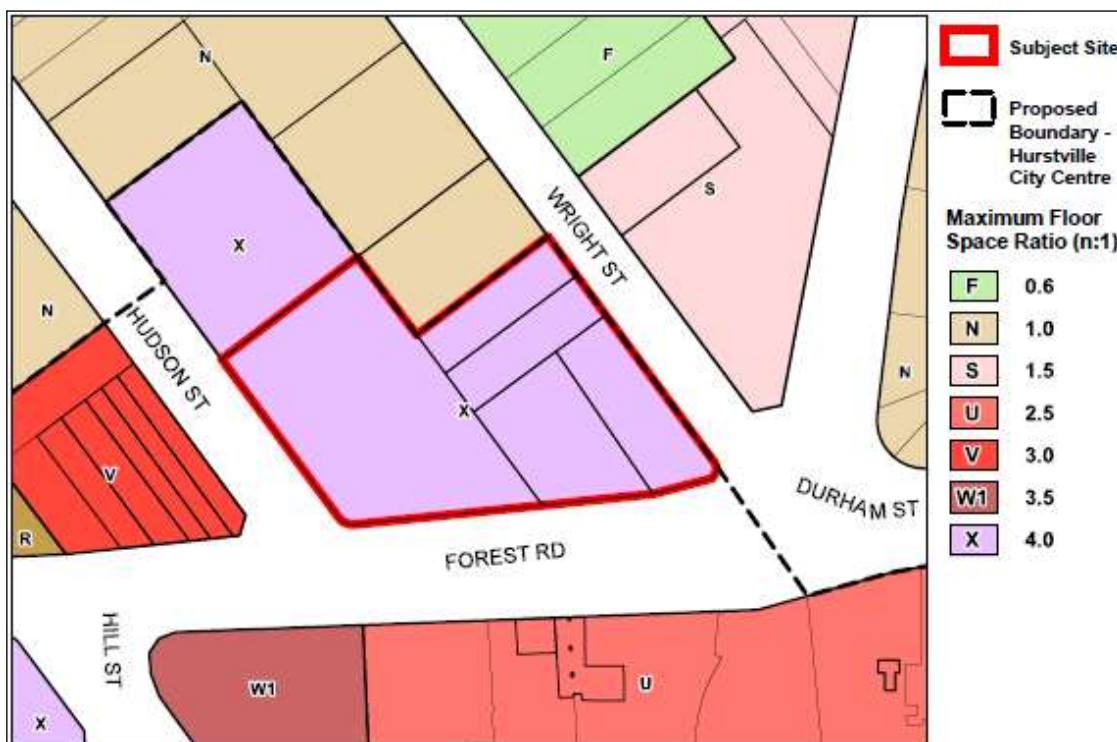 N
F
N
X
S
WRIGHT ST
N
HUDSON ST
X
V
R
DURHAM ST
FOREST RD
HILL ST
W1
U
X
Subject Site
Proposed
Boundary -
Hurstville
City Centre
Maximum Floor
Space Ratio (n:1)
F 0.6
N 1.0
S 1.5
U 2.5
V 3.0
W1 3.5
X 4.0